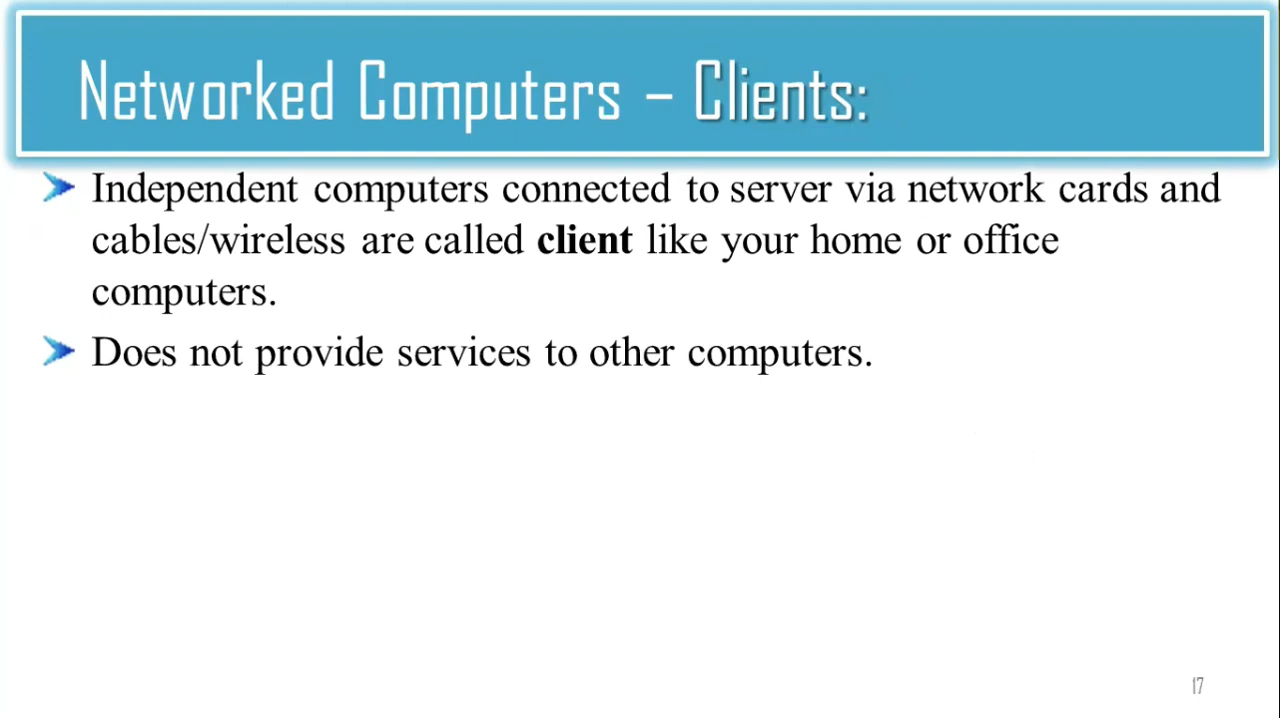 Networked Computers – Clients:
Independent computers connected to server via network cards and
cables/wireless are called client like your home or office
computers.
Does not provide services to other computers.
17